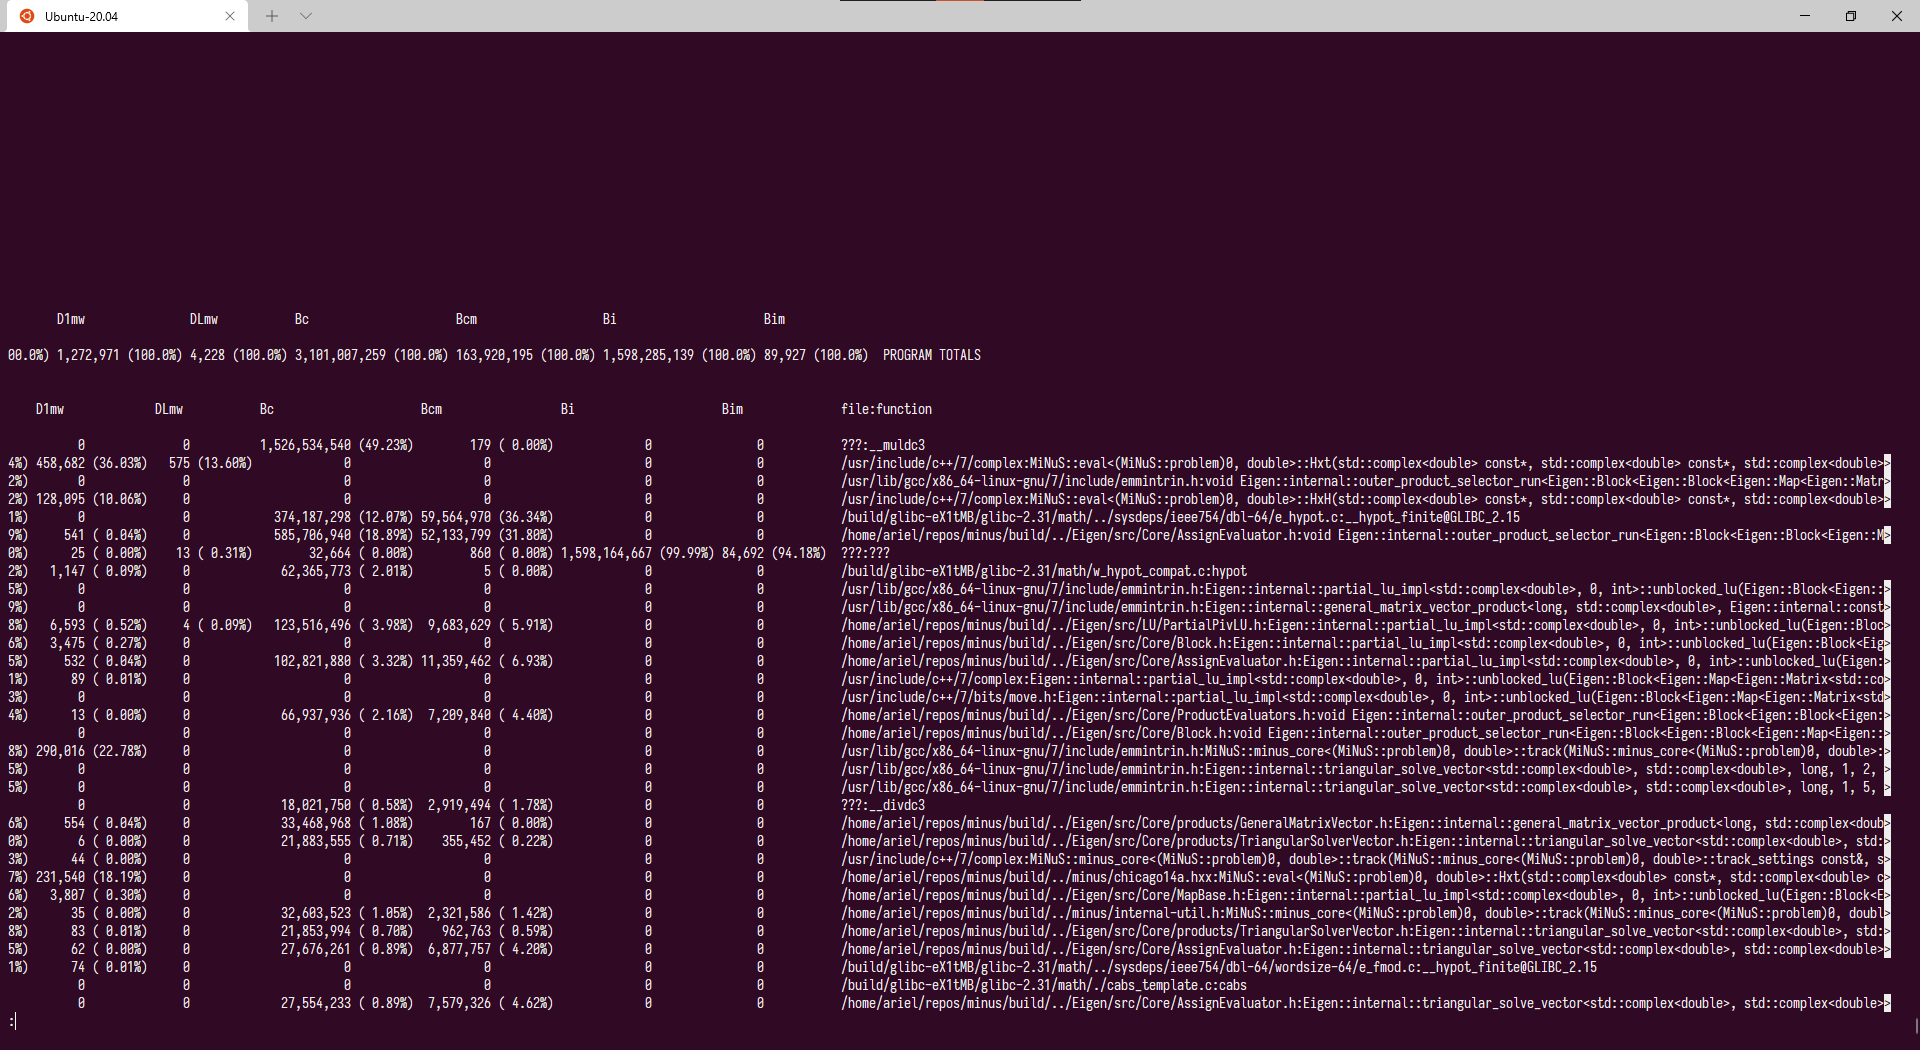 Ubuntu-20.04
D1mw DLmw Bc Bcm Bi Bim
00.0%) 1,272,971 (100.0%) 4,228 (100.0%) 3,101,007,259 (100.0%) 163,920,195 (100.0%) 1,598,285,139 (100.0%) 89,927 (100.0%) PROGRAM TOTALS
D1mw DLmw Bc Bcm Bi Bim file:function
0 0 1,526,534,540 (49.23%) 179 ( 0.00%) 0 0 ???:__muldc3
4%) 458,682 (36.03%) 575 (13.60%) 0 0 0 0 /usr/include/c++/7/complex:MiNuS::eval<(MiNuS::problem)0, double>::Hxt(std::complex<double> const*, std::complex<double> const*, std::complex<double>>
2%) 0 0 0 0 0 0 /usr/lib/gcc/x86_64-linux-gnu/7/include/emmintrin.h:void Eigen::internal::outer_product_selector_run<Eigen::Block<Eigen::Block<Eigen::Map<Eigen::Matr>
2%) 128,095 (10.06%) 0 0 0 0 0 /usr/include/c++/7/complex:MiNuS::eval<(MiNuS::problem)0, double>::HxH(std::complex<double> const*, std::complex<double> const*, std::complex<double>>
1%) 0 0 374,187,298 (12.07%) 59,564,970 (36.34%) 0 0 /build/glibc-eX1tMB/glibc-2.31/math/../sysdeps/ieee754/dbl-64/e_hypot.c:__hypot_finite@GLIBC_2.15
9%) 541 ( 0.04%) 0 585,706,940 (18.89%) 52,133,799 (31.80%) 0 0 /home/ariel/repos/minus/build/../Eigen/src/Core/AssignEvaluator.h:void Eigen::internal::outer_product_selector_run<Eigen::Block<Eigen::Block<Eigen::M>
0%) 25 ( 0.00%) 13 ( 0.31%) 32,664 ( 0.00%) 860 ( 0.00%) 1,598,164,667 (99.99%) 84,692 (94.18%) ???:???
2%) 1,147 ( 0.09%) 0 62,365,773 ( 2.01%) 5 ( 0.00%) 0 0 /build/glibc-eX1tMB/glibc-2.31/math/w_hypot_compat.c:hypot
5%) 0 0 0 0 0 0 /usr/lib/gcc/x86_64-linux-gnu/7/include/emmintrin.h:Eigen::internal::partial_lu_impl<std::complex<double>, 0, int>::unblocked_lu(Eigen::Block<Eigen::>
9%) 0 0 0 0 0 0 /usr/lib/gcc/x86_64-linux-gnu/7/include/emmintrin.h:Eigen::internal::general_matrix_vector_product<long, std::complex<double>, Eigen::internal::const>
8%) 6,593 ( 0.52%) 4 ( 0.09%) 123,516,496 ( 3.98%) 9,683,629 ( 5.91%) 0 0 /home/ariel/repos/minus/build/../Eigen/src/LU/PartialPivLU.h:Eigen::internal::partial_lu_impl<std::complex<double>, 0, int>::unblocked_lu(Eigen::Bloc>
6%) 3,475 ( 0.27%) 0 0 0 0 0 /home/ariel/repos/minus/build/../Eigen/src/Core/Block.h:Eigen::internal::partial_lu_impl<std::complex<double>, 0, int>::unblocked_lu(Eigen::Block<Eig>
5%) 532 ( 0.04%) 0 102,821,880 ( 3.32%) 11,359,462 ( 6.93%) 0 0 /home/ariel/repos/minus/build/../Eigen/src/Core/AssignEvaluator.h:Eigen::internal::partial_lu_impl<std::complex<double>, 0, int>::unblocked_lu(Eigen:>
1%) 89 ( 0.01%) 0 0 0 0 0 /usr/include/c++/7/complex:Eigen::internal::partial_lu_impl<std::complex<double>, 0, int>::unblocked_lu(Eigen::Block<Eigen::Map<Eigen::Matrix<std::co>
3%) 0 0 0 0 0 0 /usr/include/c++/7/bits/move.h:Eigen::internal::partial_lu_impl<std::complex<double>, 0, int>::unblocked_lu(Eigen::Block<Eigen::Map<Eigen::Matrix<std>
4%) 13 ( 0.00%) 0 66,937,936 ( 2.16%) 7,209,840 ( 4.40%) 0 0 /home/ariel/repos/minus/build/../Eigen/src/Core/ProductEvaluators.h:void Eigen::internal::outer_product_selector_run<Eigen::Block<Eigen::Block<Eigen:>
0 0 0 0 0 0 /home/ariel/repos/minus/build/../Eigen/src/Core/Block.h:void Eigen::internal::outer_product_selector_run<Eigen::Block<Eigen::Block<Eigen::Map<Eigen::>
8%) 290,016 (22.78%) 0 0 0 0 0 /usr/lib/gcc/x86_64-linux-gnu/7/include/emmintrin.h:MiNuS::minus_core<(MiNuS::problem)0, double>::track(MiNuS::minus_core<(MiNuS::problem)0, double>:>
5%) 0 0 0 0 0 0 /usr/lib/gcc/x86_64-linux-gnu/7/include/emmintrin.h:Eigen::internal::triangular_solve_vector<std::complex<double>, std::complex<double>, long, 1, 2, >
5%) 0 0 0 0 0 0 /usr/lib/gcc/x86_64-linux-gnu/7/include/emmintrin.h:Eigen::internal::triangular_solve_vector<std::complex<double>, std::complex<double>, long, 1, 5, >
0 0 18,021,750 ( 0.58%) 2,919,494 ( 1.78%) 0 0 ???:__divdc3
6%) 554 ( 0.04%) 0 33,468,968 ( 1.08%) 167 ( 0.00%) 0 0 /home/ariel/repos/minus/build/../Eigen/src/Core/products/GeneralMatrixVector.h:Eigen::internal::general_matrix_vector_product<long, std::complex<doub>
0%) 6 ( 0.00%) 0 21,883,555 ( 0.71%) 355,452 ( 0.22%) 0 0 /home/ariel/repos/minus/build/../Eigen/src/Core/products/TriangularSolverVector.h:Eigen::internal::triangular_solve_vector<std::complex<double>, std:>
3%) 44 ( 0.00%) 0 0 0 0 0 /usr/include/c++/7/complex:MiNuS::minus_core<(MiNuS::problem)0, double>::track(MiNuS::minus_core<(MiNuS::problem)0, double>::track_settings const&, s>
7%) 231,540 (18.19%) 0 0 0 0 0 /home/ariel/repos/minus/build/../minus/chicago14a.hxx:MiNuS::eval<(MiNuS::problem)0, double>::Hxt(std::complex<double> const*, std::complex<double> c>
6%) 3,807 ( 0.30%) 0 0 0 0 0 /home/ariel/repos/minus/build/../Eigen/src/Core/MapBase.h:Eigen::internal::partial_lu_impl<std::complex<double>, 0, int>::unblocked_lu(Eigen::Block<E>
2%) 35 ( 0.00%) 0 32,603,523 ( 1.05%) 2,321,586 ( 1.42%) 0 0 /home/ariel/repos/minus/build/../minus/internal-util.h:MiNuS::minus_core<(MiNuS::problem)0, double>::track(MiNuS::minus_core<(MiNuS::problem)0, doubl>
8%) 83 ( 0.01%) 0 21,853,994 ( 0.70%) 962,763 ( 0.59%) 0 0 /home/ariel/repos/minus/build/../Eigen/src/Core/products/TriangularSolverVector.h:Eigen::internal::triangular_solve_vector<std::complex<double>, std:>
5%) 62 ( 0.00%) 0 27,676,261 ( 0.89%) 6,877,757 ( 4.20%) 0 0 /home/ariel/repos/minus/build/../Eigen/src/Core/AssignEvaluator.h:Eigen::internal::triangular_solve_vector<std::complex<double>, std::complex<double>>
1%) 74 ( 0.01%) 0 0 0 0 0 /build/glibc-eX1tMB/glibc-2.31/math/../sysdeps/ieee754/dbl-64/wordsize-64/e_fmod.c:__hypot_finite@GLIBC_2.15
0 0 0 0 0 0 /build/glibc-eX1tMB/glibc-2.31/math/./cabs_template.c:cabs
0 0 27,554,233 ( 0.89%) 7,579,326 ( 4.62%) 0 0 /home/ariel/repos/minus/build/../Eigen/src/Core/AssignEvaluator.h:Eigen::internal::triangular_solve_vector<std::complex<double>, std::complex<double>>
: